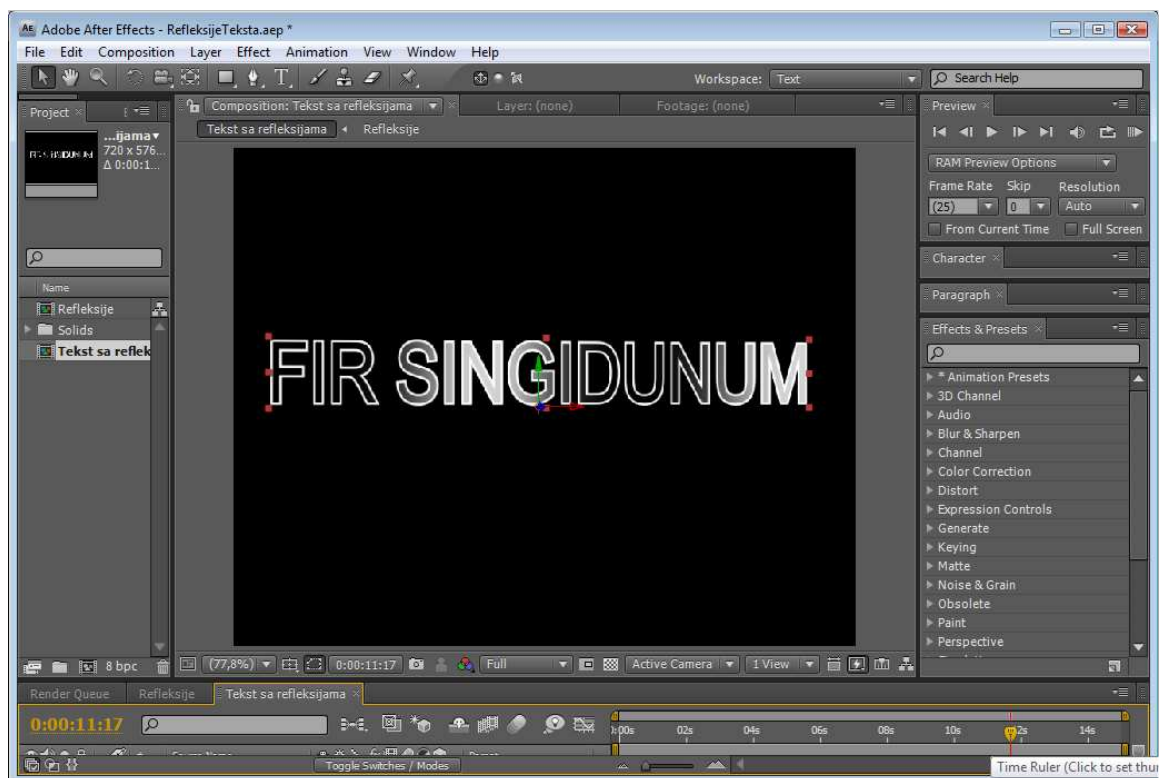 Adobe After Effects - RefleksijeTeksta.aep *
File Edit Composition Layer Effect Animation View Window Help
Workspace: Text
Search Help
Project
Composition: Tekst sa refleksijama
Layer: (none)
Footage: (none)
Preview
...ijama
720 x 576...
Δ 0:00:1...
Tekst sa refleksijama
Refleksije
RAM Preview Options
Frame Rate Skip Resolution
(25) 0 Auto
From Current Time Full Screen
Character
Paragraph
Name
Refleksije
Solids
Tekst sa reflek
FIR SINGIDUNUM
Effects & Presets
* Animation Presets
3D Channel
Audio
Blur & Sharpen
Channel
Color Correction
Distort
Expression Controls
Generate
Keying
Matte
Noise & Grain
Obsolete
Paint
Perspective
8 bpc
(77,8%) 0:00:11:17 Full Active Camera 1 View
Render Queue Refleksije Tekst sa refleksijama
0:00:11:17
02s 04s 06s 08s 10s 14s
Toggle Switches / Modes
Time Ruler (Click to set thu